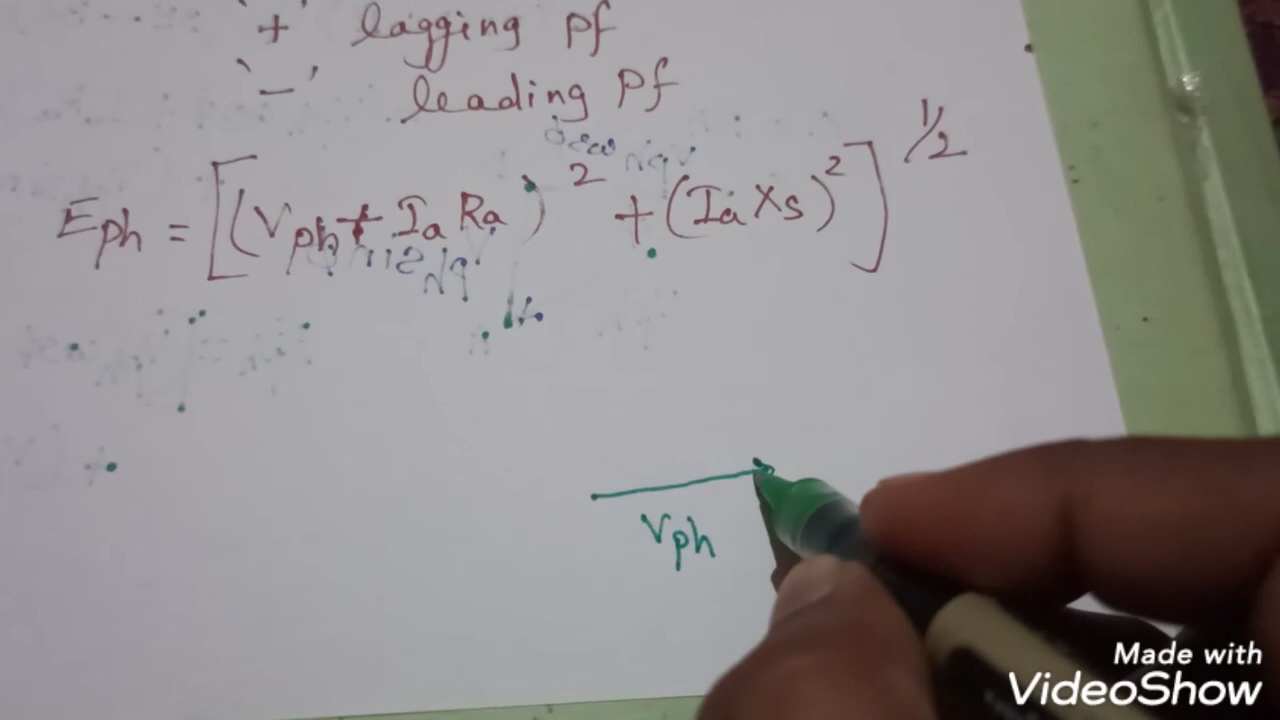 '+' lagging pf
'-' leading pf
Eph = [(Vph + Ia Ra)² + (Ia Xs)²]^1/2
Vph
Made with
VideoShow